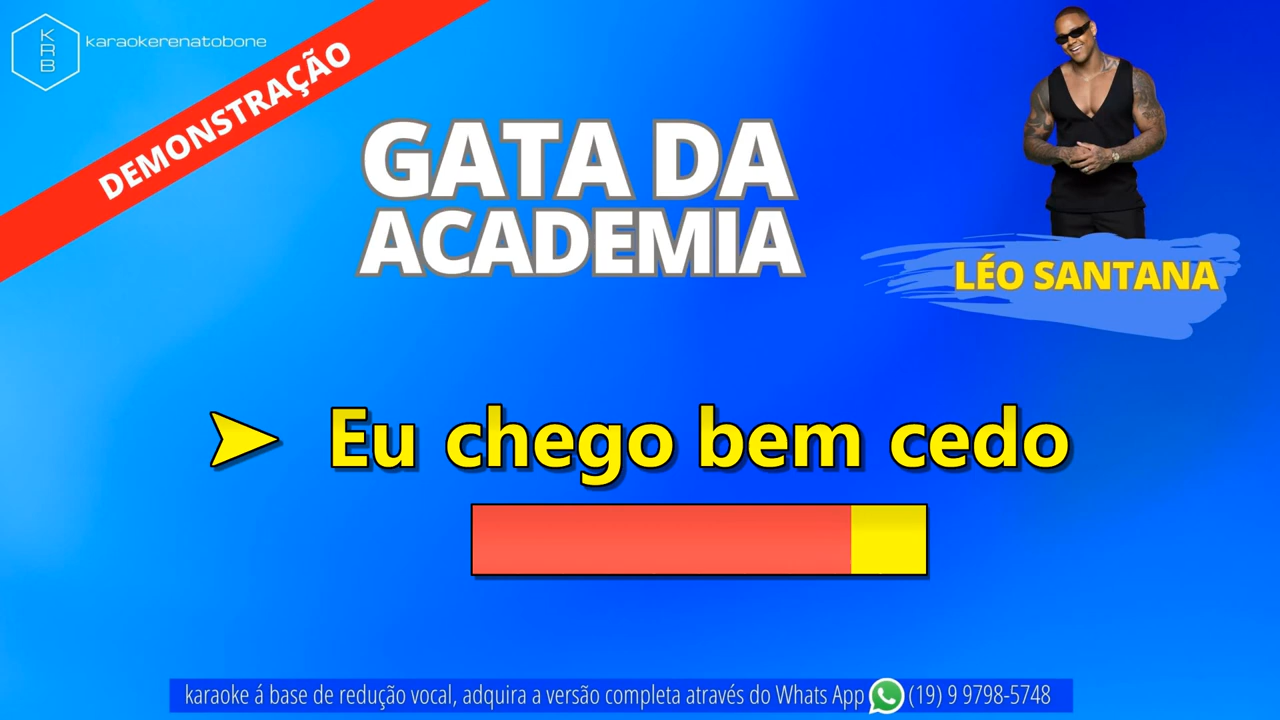 K
R
B
karaokerenatobone
DEMONSTRAÇÃO
GATA DA
ACADEMIA
LÉO SANTANA
Eu chego bem cedo
karaoke á base de redução vocal, adquira a versão completa através do Whats App (19) 9 9798-5748